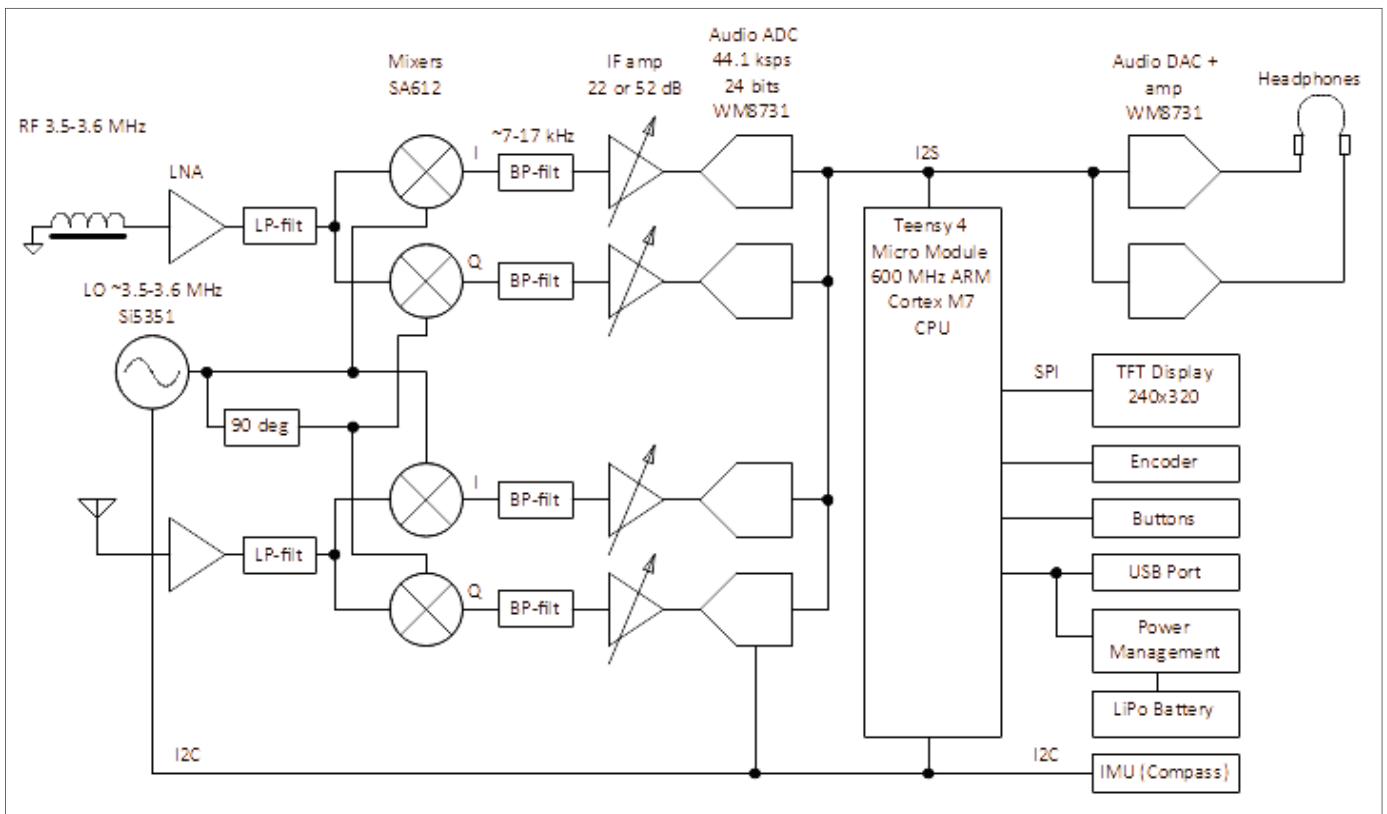 Mixers
SA612
IF amp
22 or 52 dB
Audio ADC
44.1 ksps
24 bits
WM8731
Audio DAC +
amp
WM8731
Headphones
RF 3.5-3.6 MHz
LNA
LP-filt
I
~7-17 kHz
BP-filt
I2S
Q
BP-filt
LO ~3.5-3.6 MHz
Si5351
90 deg
Teensy 4
Micro Module
600 MHz ARM
Cortex M7
CPU
SPI
TFT Display
240x320
Encoder
Buttons
USB Port
Power
Management
LiPo Battery
LP-filt
I
BP-filt
Q
BP-filt
I2C
I2C
IMU (Compass)